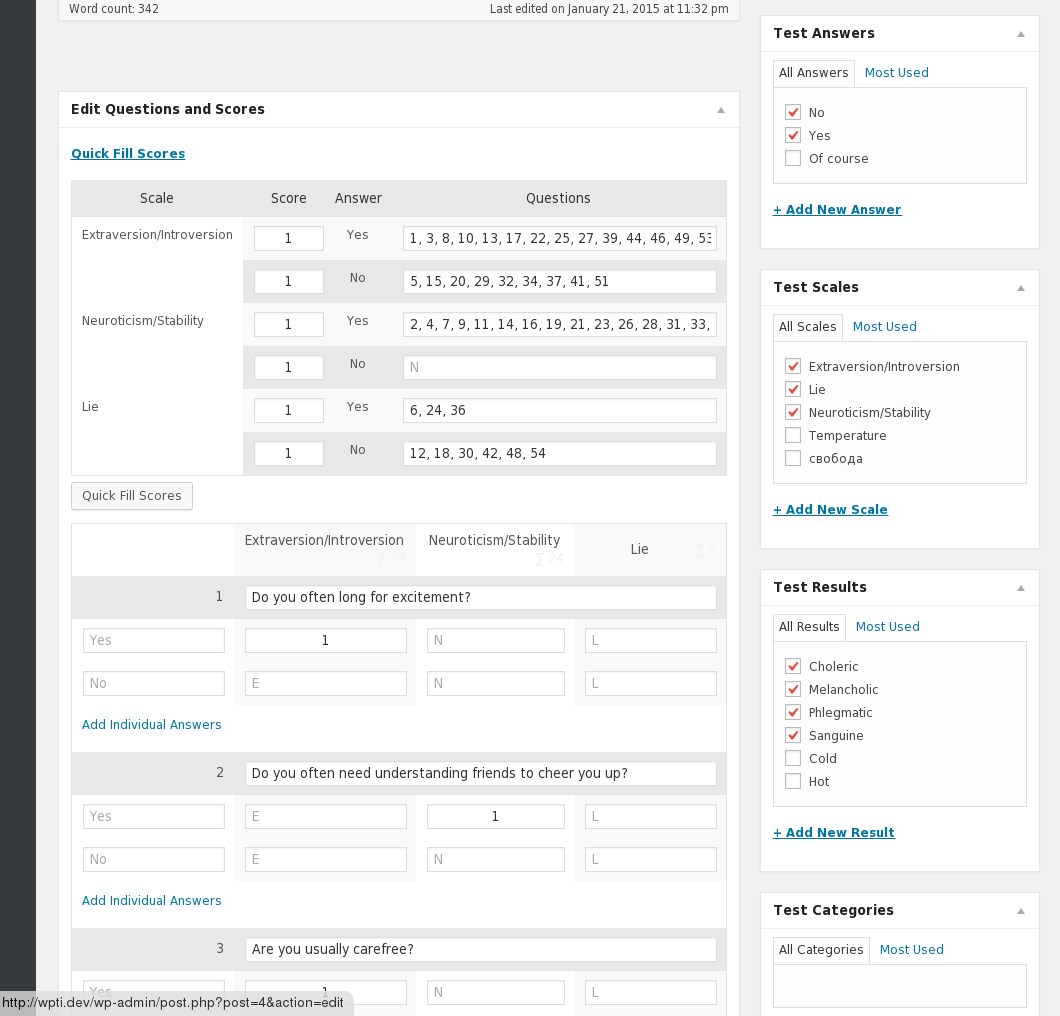 Word count: 342
Last edited on January 21, 2015 at 11:32 pm
Edit Questions and Scores
Quick Fill Scores
Scale Score Answer Questions
Extraversion/Introversion 1 Yes 1, 3, 8, 10, 13, 17, 22, 25, 27, 39, 44, 46, 49, 53
1 No 5, 15, 20, 29, 32, 34, 37, 41, 51
Neuroticism/Stability 1 Yes 2, 4, 7, 9, 11, 14, 16, 19, 21, 23, 26, 28, 31, 33,
1 No N
Lie 1 Yes 6, 24, 36
1 No 12, 18, 30, 42, 48, 54
Quick Fill Scores
Extraversion/Introversion Neuroticism/Stability Lie
∑ 24 ∑ 24 ∑
1 Do you often long for excitement?
Yes 1 N L
No E N L
Add Individual Answers
2 Do you often need understanding friends to cheer you up?
Yes E 1 L
No E N L
Add Individual Answers
3 Are you usually carefree?
Yes 1 N L
http://wpti.dev/wp-admin/post.php?post=4&action=edit
Test Answers
All Answers Most Used
No
Yes
Of course
+ Add New Answer
Test Scales
All Scales Most Used
Extraversion/Introversion
Lie
Neuroticism/Stability
Temperature
свобода
+ Add New Scale
Test Results
All Results Most Used
Choleric
Melancholic
Phlegmatic
Sanguine
Cold
Hot
+ Add New Result
Test Categories
All Categories Most Used